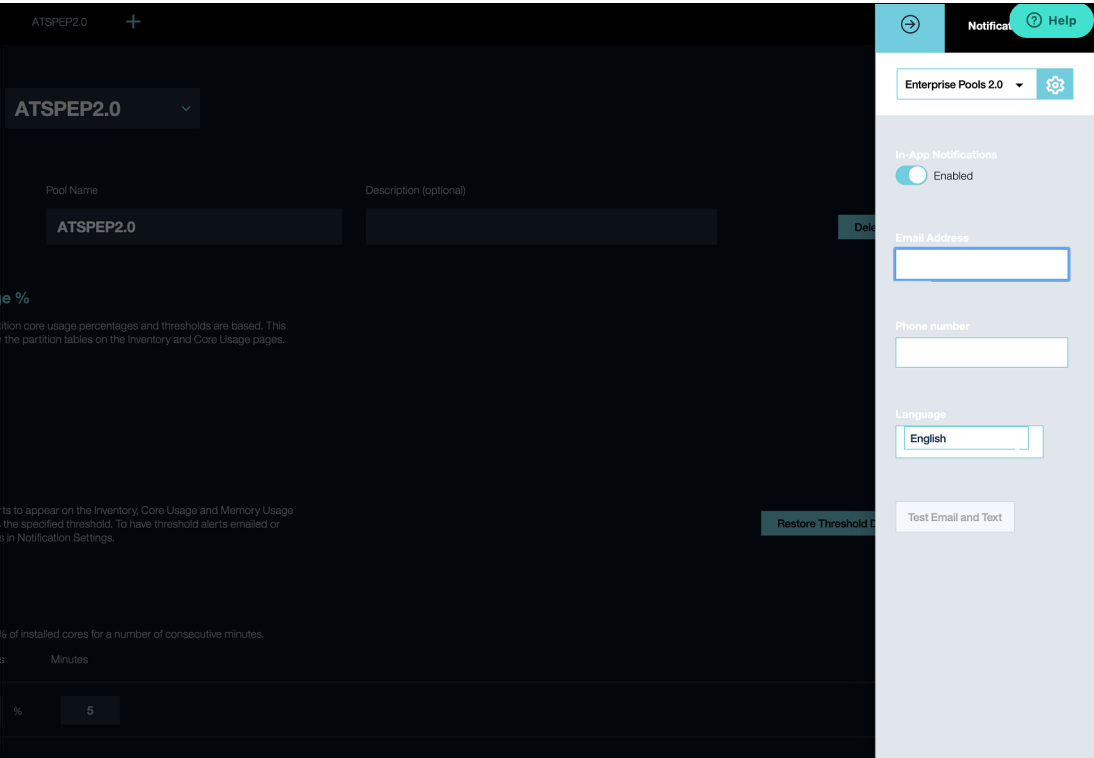 ATSPEP2.0 +
Notificat
Help
ATSPEP2.0
Enterprise Pools 2.0
In-App Notifications
Enabled
Pool Name
Description (optional)
ATSPEP2.0
Dele
Email Address
ge %
tition core usage percentages and thresholds are based. This
the partition tables on the Inventory and Core Usage pages.
Phone number
Language
English
rts to appear on the Inventory, Core Usage and Memory Usage
the specified threshold. To have threshold alerts emailed or
s in Notification Settings.
Restore Threshold D
Test Email and Text
% of installed cores for a number of consecutive minutes.
s Minutes
% 5